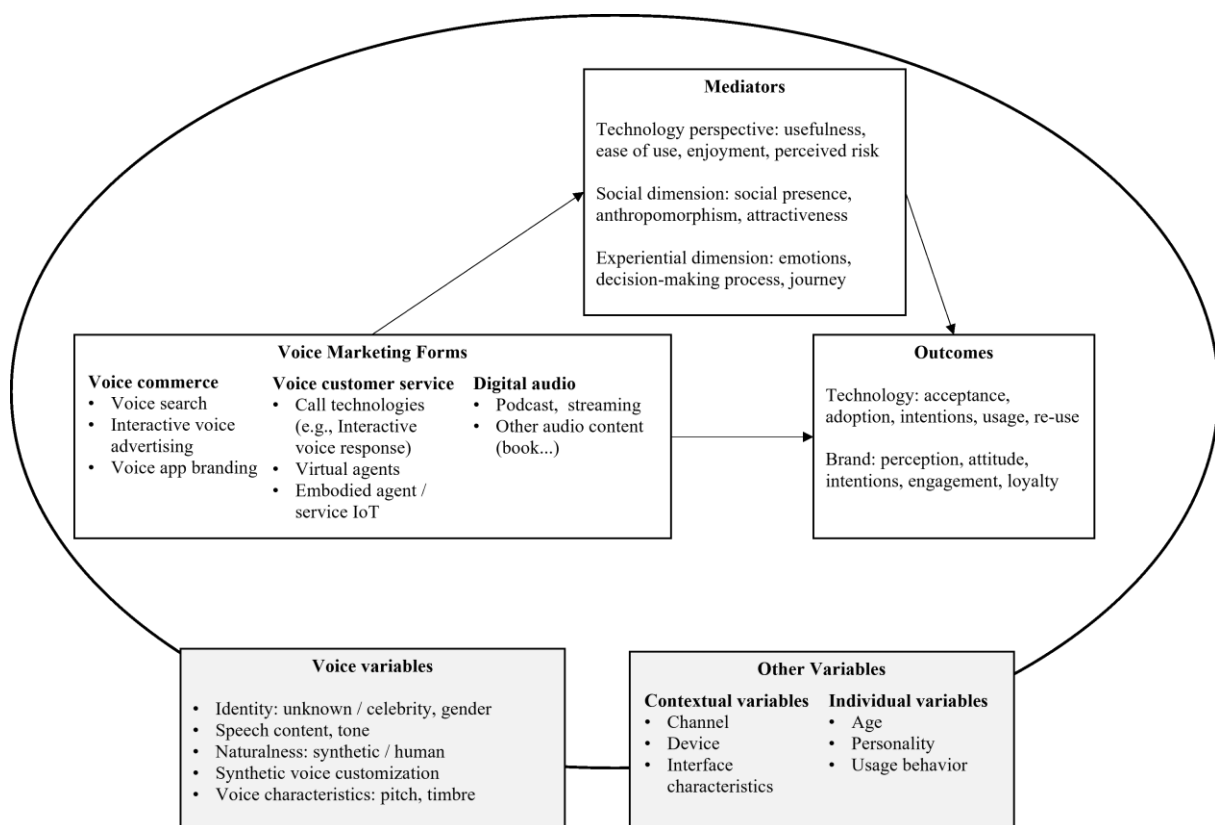 Mediators
Technology perspective: usefulness,
ease of use, enjoyment, perceived risk
Social dimension: social presence,
anthropomorphism, attractiveness
Experiential dimension: emotions,
decision-making process, journey
Voice Marketing Forms
Voice commerce
• Voice search
• Interactive voice
advertising
• Voice app branding
Voice customer service
• Call technologies
(e.g., Interactive
voice response)
• Virtual agents
• Embodied agent /
service IoT
Digital audio
• Podcast, streaming
• Other audio content
(book...)
Outcomes
Technology: acceptance,
adoption, intentions, usage, re-use
Brand: perception, attitude,
intentions, engagement, loyalty
Voice variables
• Identity: unknown / celebrity, gender
• Speech content, tone
• Naturalness: synthetic / human
• Synthetic voice customization
• Voice characteristics: pitch, timbre
Other Variables
Contextual variables
• Channel
• Device
• Interface
characteristics
Individual variables
• Age
• Personality
• Usage behavior